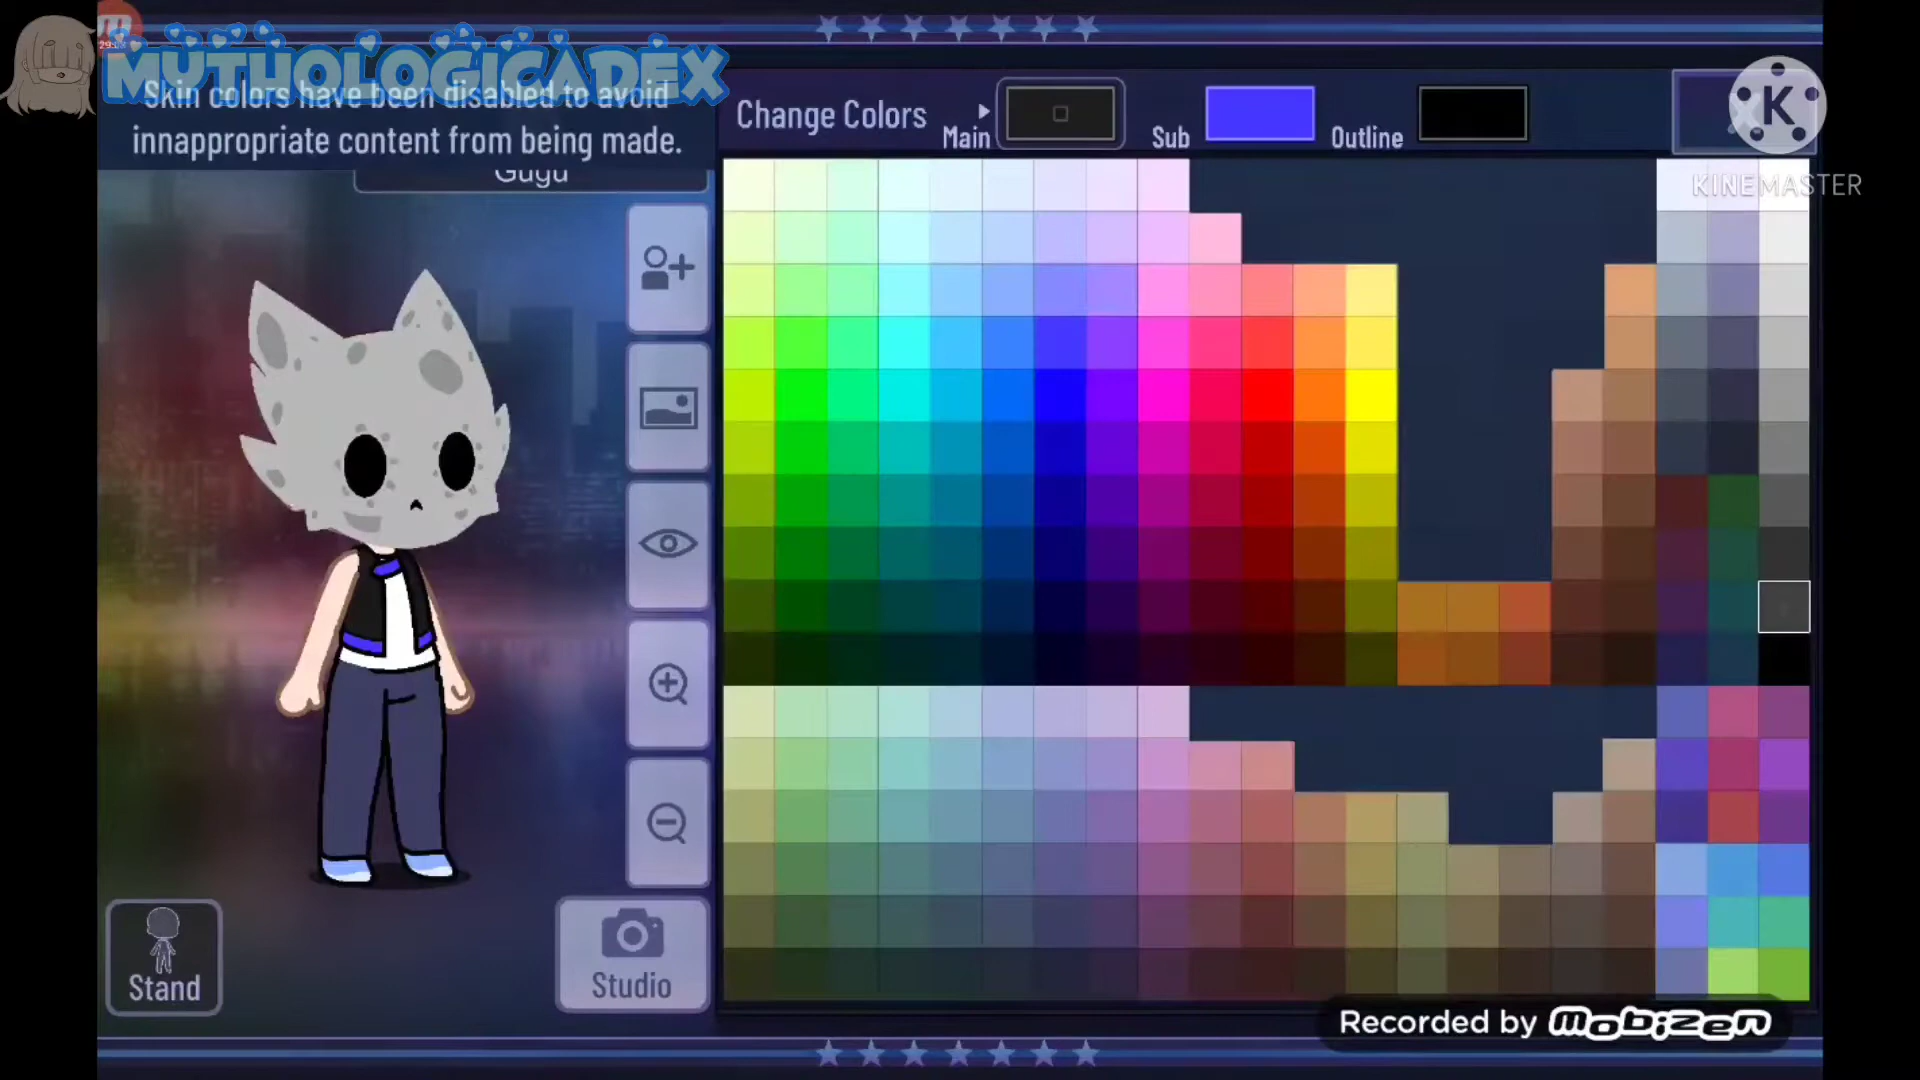 MYTHOLOGICADEX
Skin colors have been disabled to avoid
innappropriate content from being made.
Guyu
Change Colors
Main
Sub
Outline
K
KINEMASTER
Stand
Studio
Recorded by mobizen